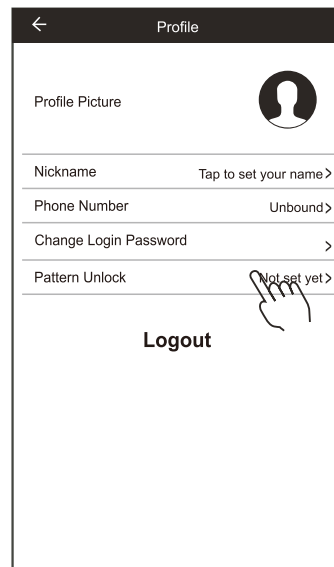 Profile
Profile Picture
Nickname Tap to set your name >
Phone Number Unbound >
Change Login Password >
Pattern Unlock Not set yet >
Logout